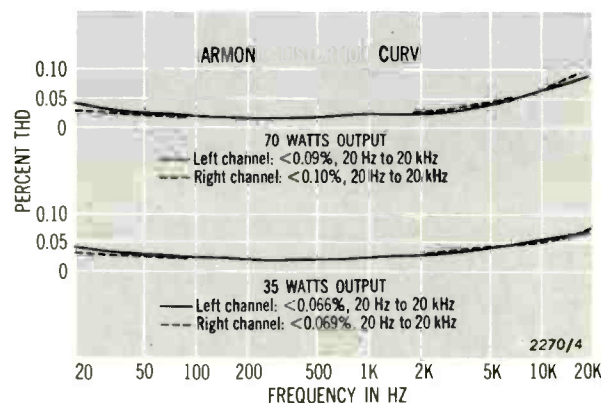 ARMON CURV
0.10
0.05
0
PERCENT THD
70 WATTS OUTPUT
Left channel: <0.09%, 20 Hz to 20 kHz
Right channel: <0.10%, 20 Hz to 20 kHz
0.10
0.05
0
35 WATTS OUTPUT
Left channel: <0.066%, 20 Hz to 20 kHz
Right channel: <0.069%, 20 Hz to 20 kHz
2270/4
20 50 100 200 500 1K 2K 5K 10K 20K
FREQUENCY IN HZ